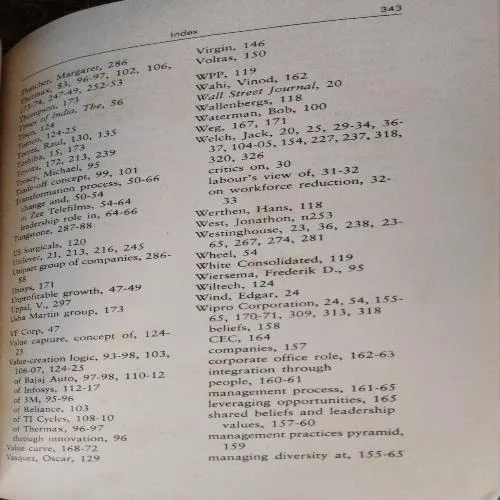 Index
343
Thatcher, Margaret, 286
Thermax, 83, 96-97, 102, 106,
173-74, 247-49, 252-53
Thompson, 173
Times of India, The, 56
Tisco, 124
Tomco, 124-25
Torres, Raul, 130, 135
Toshiba, 15, 173
Toyota, 172, 213, 239
Treacy, Michael, 95
Trade-off concept, 99, 101
Transformation process, 50-66
change and, 50-54
in Zee Telefilms, 54-64
leadership role in, 64-66
Tungstone, 287-88
US Surgicals, 120
Unilever, 21, 213, 216, 245
Unipart group of companies, 286-
88
Unisys, 171
Unprofitable growth, 47-49
Uppal, V., 297
Usha Martin group, 173
VF Corp, 47
Value capture, concept of, 124-
25
Value-creation logic, 93-98, 103,
106-07, 124-25
of Bajaj Auto, 97-98, 110-12
of Infosys, 112-17
of 3M, 95-96
of Reliance, 103
of TI Cycles, 108-10
of Thermax, 96-97
through innovation, 96
Value curve, 168-72
Vasquez, Oscar, 129
Virgin, 146
Voltas, 150
WPP, 119
Wahi, Vinod, 162
Wall Street Journal, 20
Wallenbergs, 118
Waterman, Bob, 100
Weg, 167, 171
Welch, Jack, 20, 25, 29-34, 36-
37, 104-05, 154, 227, 237, 318,
320, 326
critics on, 30
labour's view of, 31-32
on workforce reduction, 32-
33
Werthen, Hans, 118
West, Jonathon, n253
Westinghouse, 23, 36, 238, 23-
65, 267, 274, 281
Wheel, 54
White Consolidated, 119
Wiersema, Frederik D., 95
Wiltech, 124
Wind, Edgar, 24
Wipro Corporation, 24, 54, 155-
65, 170-71, 309, 313, 318
beliefs, 158
CEC, 164
companies, 157
corporate office role, 162-63
integration through
people, 160-61
management process, 161-65
leveraging opportunities, 165
shared beliefs and leadership
values, 157-60
management practices pyramid,
159
managing diversity at, 155-65